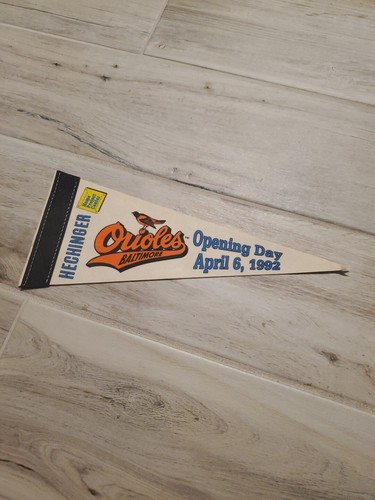 HECHINGER
Orioles
BALTIMORE
Opening Day
April 6, 1992